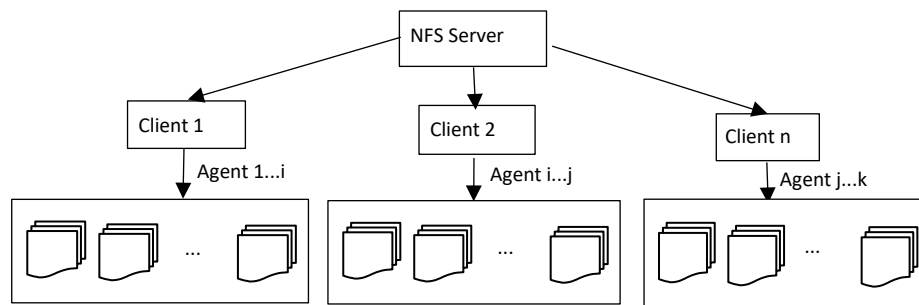 NFS Server
Client 1
Client 2
Client n
Agent 1...i
Agent i...j
Agent j...k
...
...
...